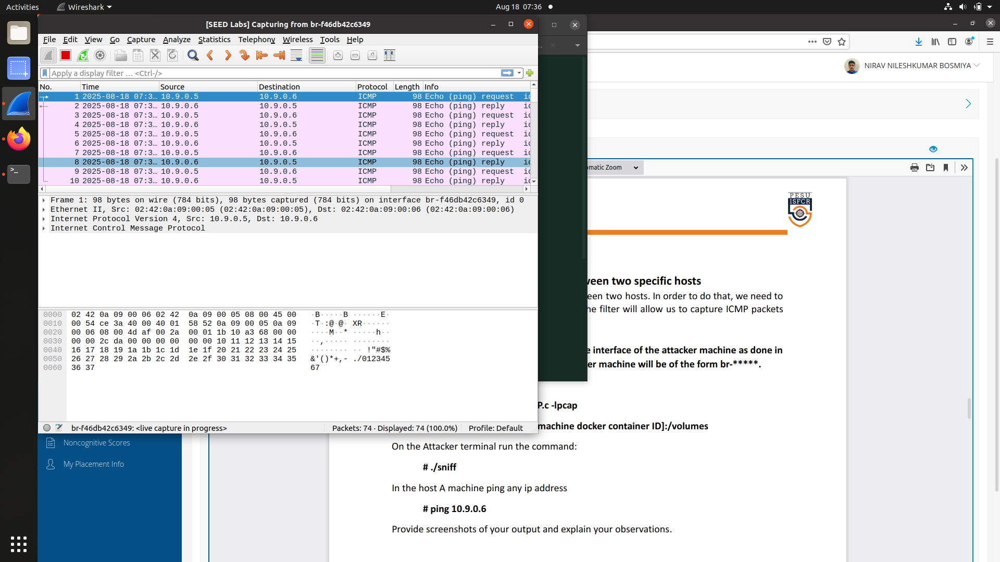 Activities
Wireshark
Aug 18 07:36
[SEED Labs] Capturing from br-f46db42c6349
File Edit View Go Capture Analyze Statistics Telephony Wireless Tools Help
Apply a display filter … <Ctrl-/>
No. Time Source Destination Protocol Length Info
1 2025-08-18 07:3… 10.9.0.5 10.9.0.6 ICMP 98 Echo (ping) request
2 2025-08-18 07:3… 10.9.0.6 10.9.0.5 ICMP 98 Echo (ping) reply
3 2025-08-18 07:3… 10.9.0.5 10.9.0.6 ICMP 98 Echo (ping) request
4 2025-08-18 07:3… 10.9.0.6 10.9.0.5 ICMP 98 Echo (ping) reply
5 2025-08-18 07:3… 10.9.0.5 10.9.0.6 ICMP 98 Echo (ping) request
6 2025-08-18 07:3… 10.9.0.6 10.9.0.5 ICMP 98 Echo (ping) reply
7 2025-08-18 07:3… 10.9.0.5 10.9.0.6 ICMP 98 Echo (ping) request
8 2025-08-18 07:3… 10.9.0.6 10.9.0.5 ICMP 98 Echo (ping) reply
9 2025-08-18 07:3… 10.9.0.5 10.9.0.6 ICMP 98 Echo (ping) request
10 2025-08-18 07:3… 10.9.0.6 10.9.0.5 ICMP 98 Echo (ping) reply
Frame 1: 98 bytes on wire (784 bits), 98 bytes captured (784 bits) on interface br-f46db42c6349, id 0
Ethernet II, Src: 02:42:0a:09:00:05 (02:42:0a:09:00:05), Dst: 02:42:0a:09:00:06 (02:42:0a:09:00:06)
Internet Protocol Version 4, Src: 10.9.0.5, Dst: 10.9.0.6
Internet Control Message Protocol
0000 02 42 0a 09 00 06 02 42 0a 09 00 05 08 00 45 00 ·B·····B ······E·
0010 00 54 ce 3a 40 00 40 01 58 52 0a 09 00 05 0a 09 ·T·:@·@· XR······
0020 00 06 08 00 4d af 00 2a 00 01 1b 10 a3 68 00 00 ····M··* ·····h··
0030 00 00 2c da 00 00 00 00 00 00 10 11 12 13 14 15 ··,····· ········
0040 16 17 18 19 1a 1b 1c 1d 1e 1f 20 21 22 23 24 25 ········ ·· !"#$%
0050 26 27 28 29 2a 2b 2c 2d 2e 2f 30 31 32 33 34 35 &'()*+,- ./012345
0060 36 37 67
br-f46db42c6349: <live capture in progress>
Packets: 74 · Displayed: 74 (100.0%)
Profile: Default
NIRAV NILESHKUMAR BOSMIYA
omatic Zoom
PESU
ISFCR
ween two specific hosts
een two hosts. In order to do that, we need to
he filter will allow us to capture ICMP packets
e interface of the attacker machine as done in
er machine will be of the form br-*****.
P.c -lpcap
machine docker container ID]:/volumes
On the Attacker terminal run the command:
# ./sniff
In the host A machine ping any ip address
# ping 10.9.0.6
Provide screenshots of your output and explain your observations.
Noncognitive Scores
My Placement Info